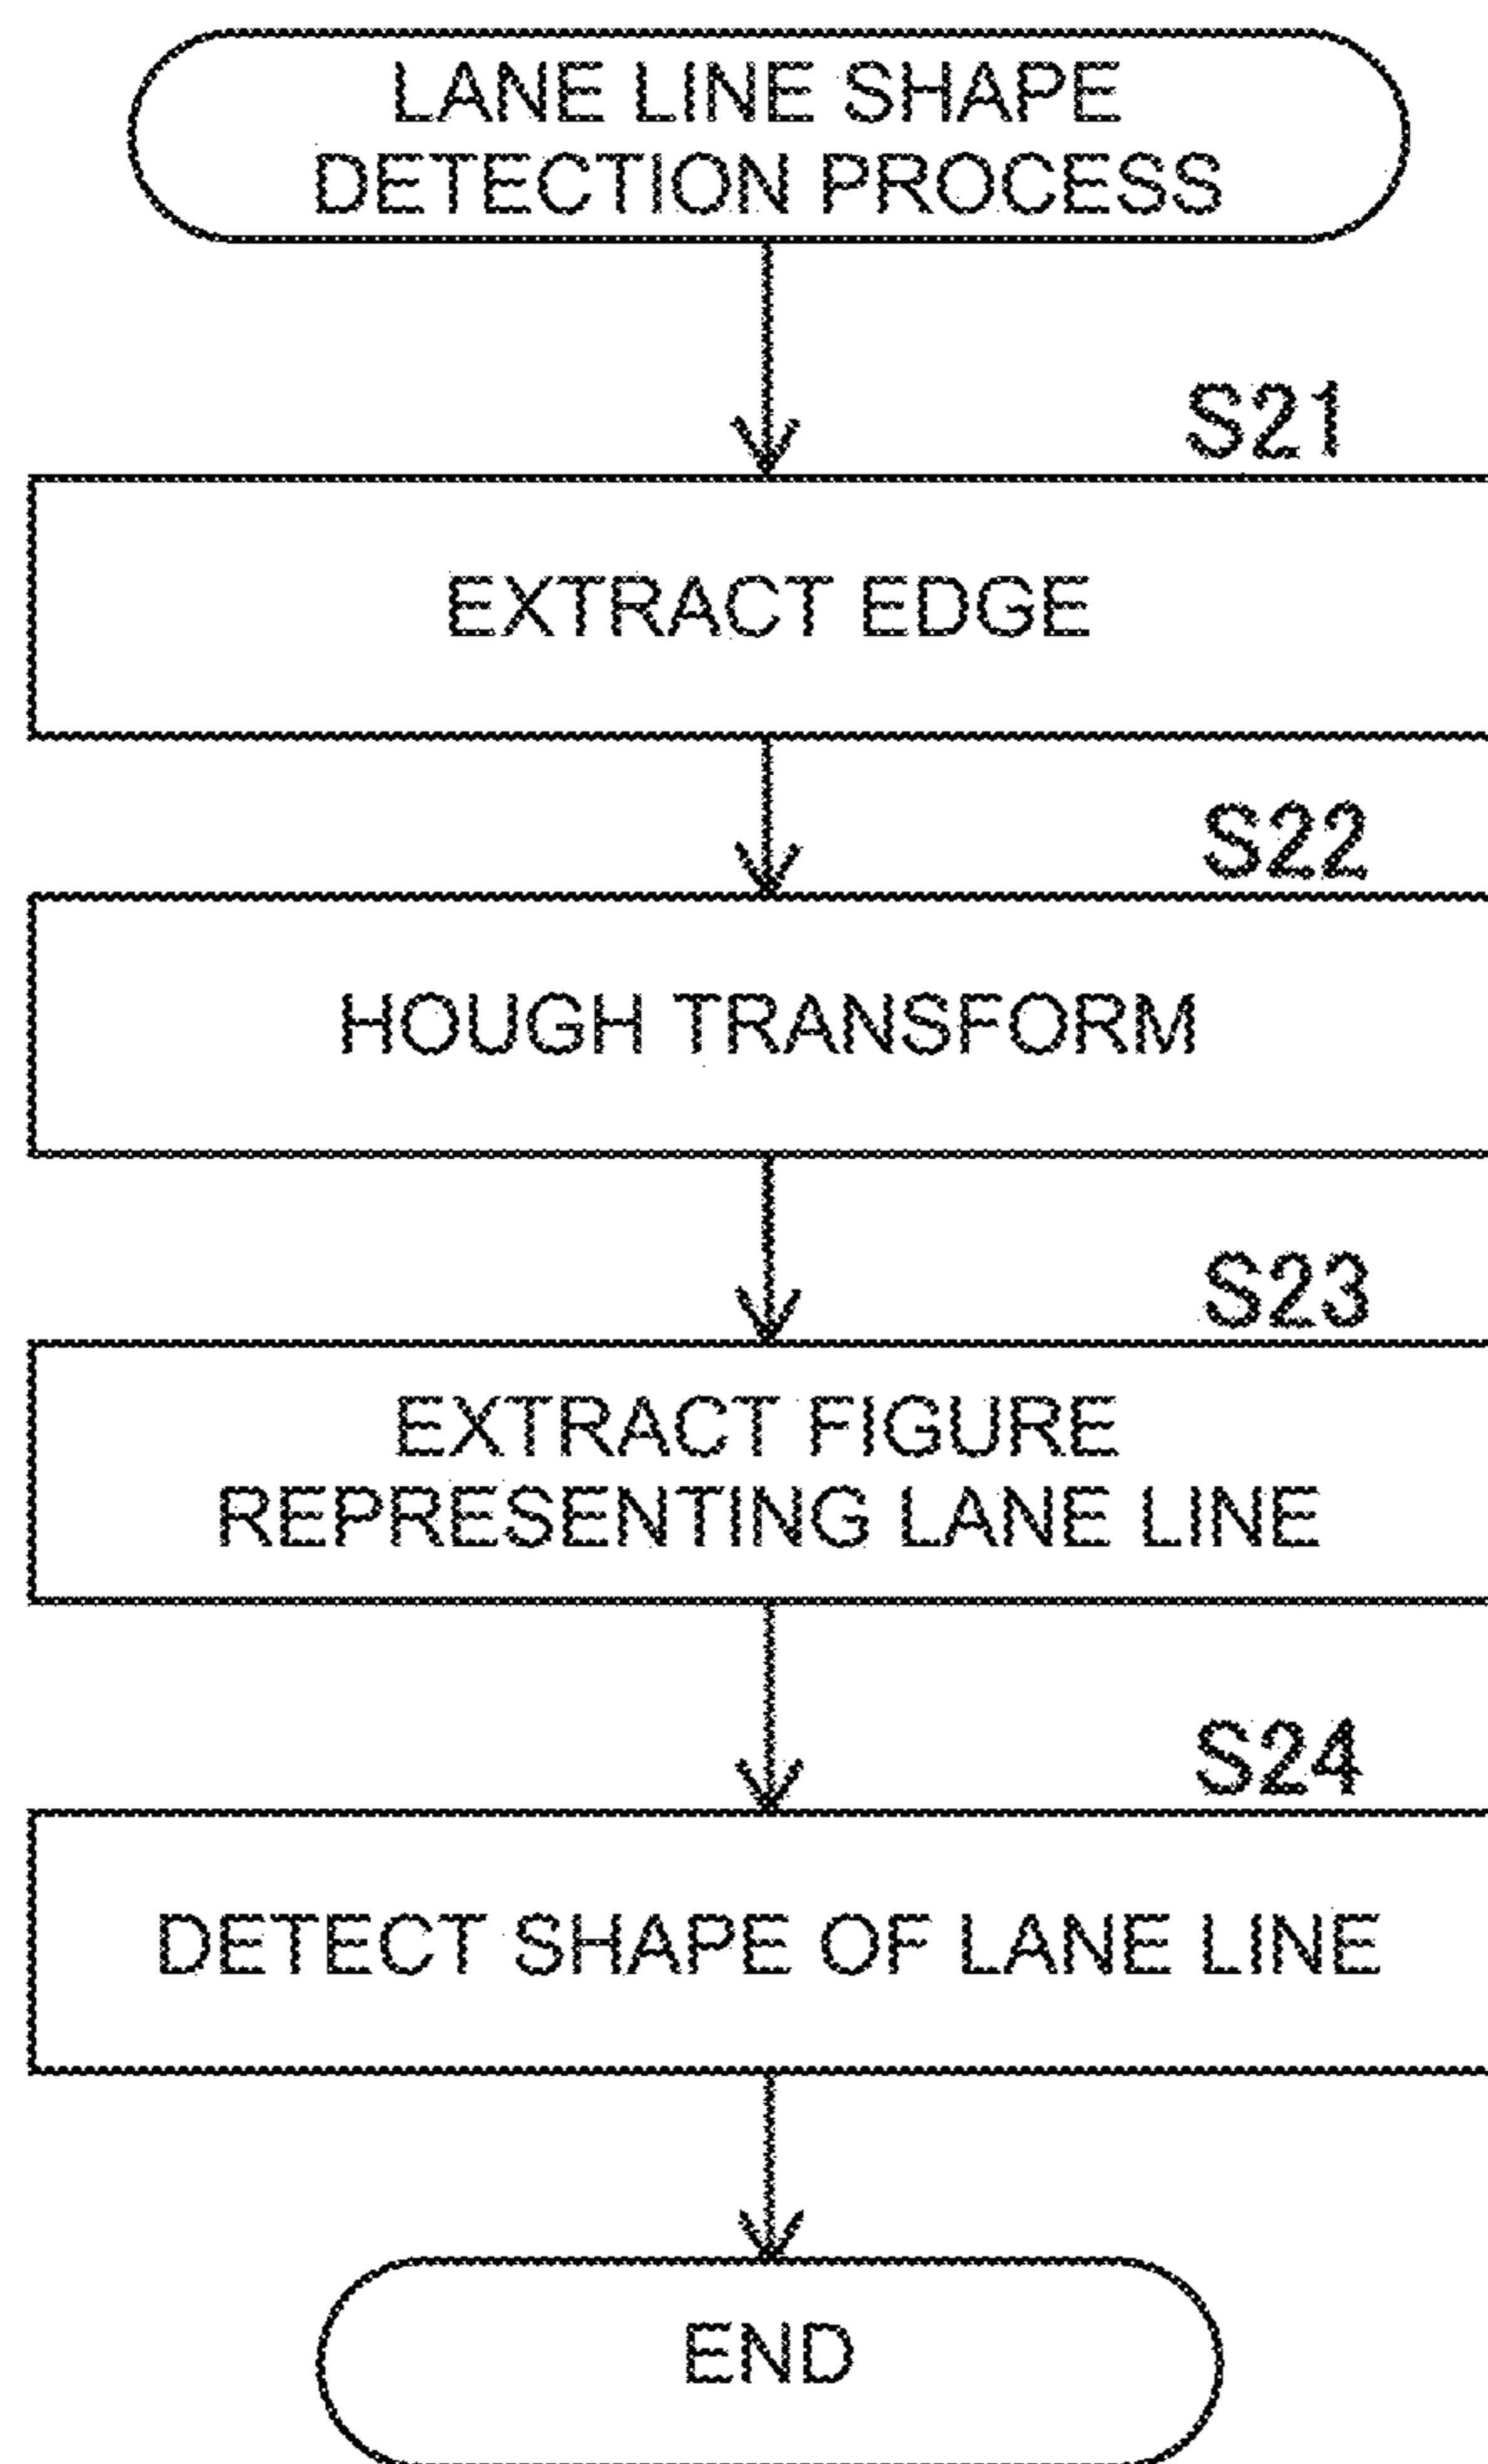 LANE LINE SHAPE
DETECTION PROCESS
S21
EXTRACT EDGE
S22
HOUGH TRANSFORM
S23
EXTRACT FIGURE
REPRESENTING LANE LINE
S24
DETECT SHAPE OF LANE LINE
END